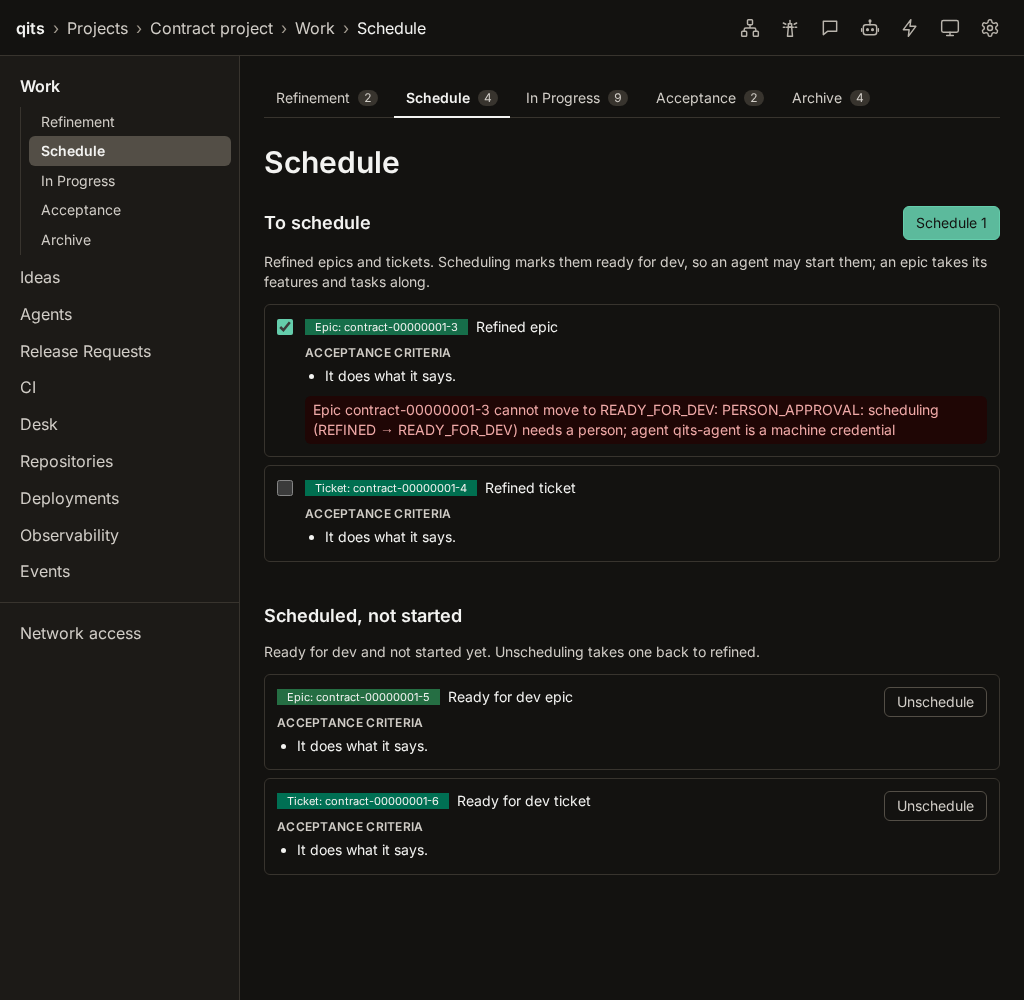 qits › Projects › Contract project › Work › Schedule
Work
Refinement
Schedule
In Progress
Acceptance
Archive
Ideas
Agents
Release Requests
CI
Desk
Repositories
Deployments
Observability
Events
Network access
Refinement 2 Schedule 4 In Progress 9 Acceptance 2 Archive 4
Schedule
To schedule
Schedule 1
Refined epics and tickets. Scheduling marks them ready for dev, so an agent may start them; an epic takes its
features and tasks along.
Epic: contract-00000001-3 Refined epic
ACCEPTANCE CRITERIA
• It does what it says.
Epic contract-00000001-3 cannot move to READY_FOR_DEV: PERSON_APPROVAL: scheduling
(REFINED → READY_FOR_DEV) needs a person; agent qits-agent is a machine credential
Ticket: contract-00000001-4 Refined ticket
ACCEPTANCE CRITERIA
• It does what it says.
Scheduled, not started
Ready for dev and not started yet. Unscheduling takes one back to refined.
Epic: contract-00000001-5 Ready for dev epic Unschedule
ACCEPTANCE CRITERIA
• It does what it says.
Ticket: contract-00000001-6 Ready for dev ticket Unschedule
ACCEPTANCE CRITERIA
• It does what it says.